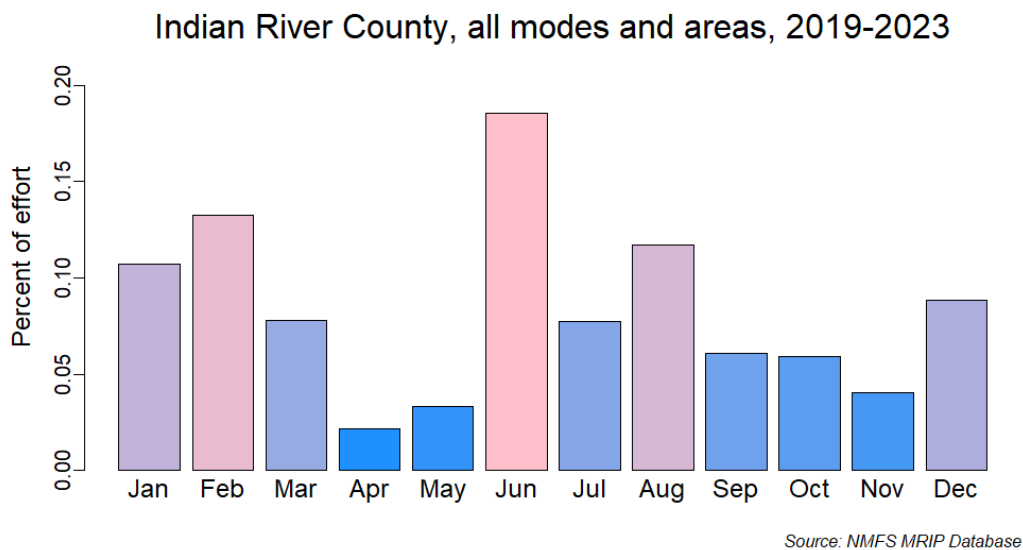 Indian River County, all modes and areas, 2019-2023
Percent of effort
0.20
0.15
0.10
0.05
0.00
Jan Feb Mar Apr May Jun Jul Aug Sep Oct Nov Dec
Source: NMFS MRIP Database